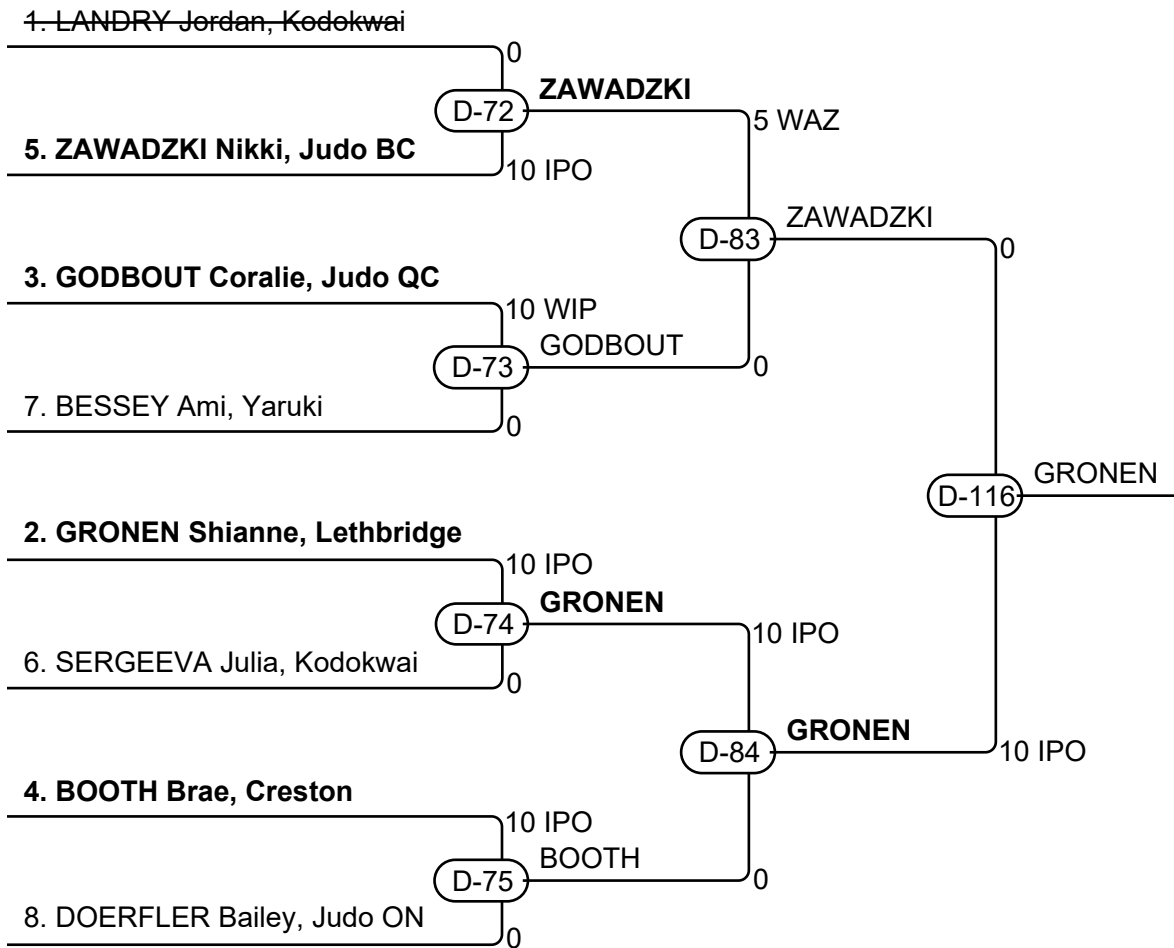 1. LANDRY Jordan, Kodokwai
0
D-72
ZAWADZKI
5 WAZ
5. ZAWADZKI Nikki, Judo BC
10 IPO
D-83
ZAWADZKI
0
3. GODBOUT Coralie, Judo QC
10 WIP
D-73
GODBOUT
0
7. BESSEY Ami, Yaruki
0
D-116
GRONEN
2. GRONEN Shianne, Lethbridge
10 IPO
D-74
GRONEN
10 IPO
6. SERGEEVA Julia, Kodokwai
0
D-84
GRONEN
10 IPO
4. BOOTH Brae, Creston
10 IPO
D-75
BOOTH
0
8. DOERFLER Bailey, Judo ON
0